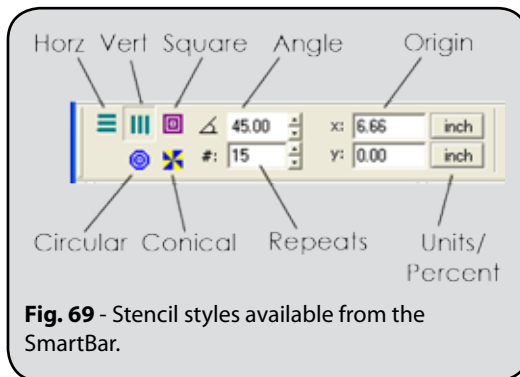 Horz Vert Square Angle Origin
45.00 x: 6.66 inch
#: 15 y: 0.00 inch
Circular Conical Repeats Units/
Percent
Fig. 69 - Stencil styles available from the
SmartBar.